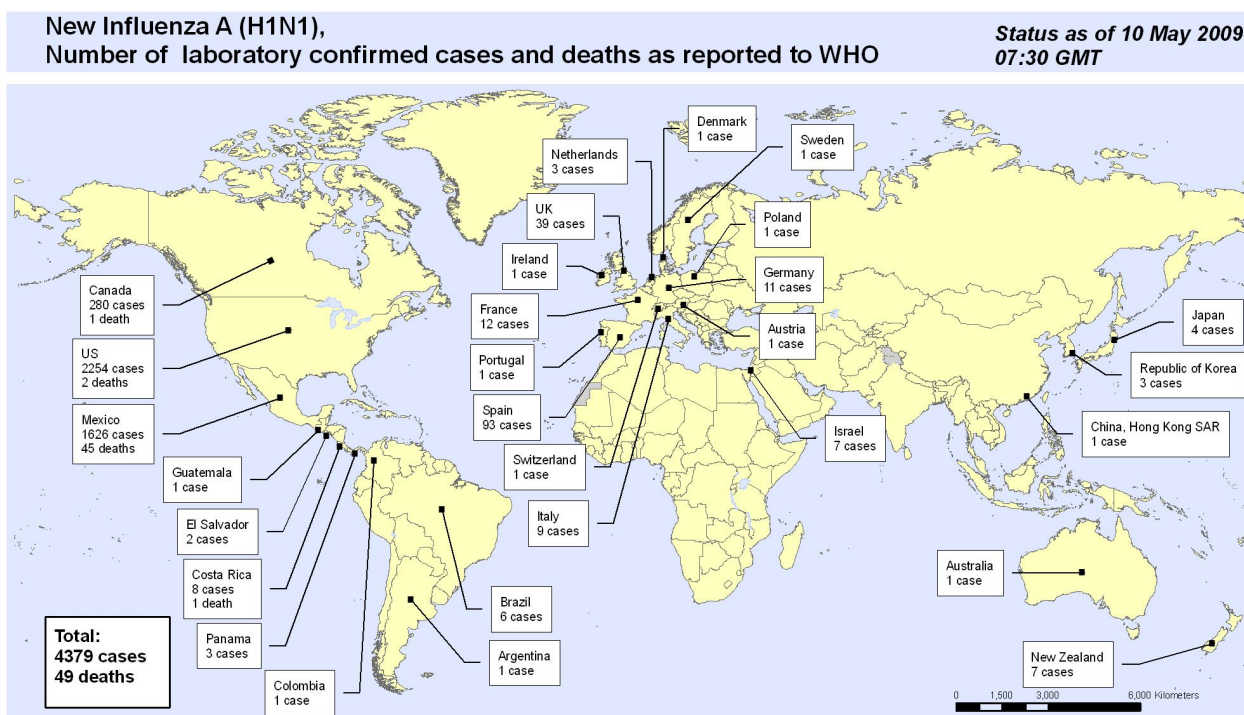 New Influenza A (H1N1),
Number of laboratory confirmed cases and deaths as reported to WHO
Status as of 10 May 2009
07:30 GMT
Denmark
1 case
Sweden
1 case
Netherlands
3 cases
UK
39 cases
Poland
1 case
Ireland
1 case
Germany
11 cases
Canada
280 cases
1 death
France
12 cases
Austria
1 case
Japan
4 cases
US
2254 cases
2 deaths
Portugal
1 case
Republic of Korea
3 cases
Mexico
1626 cases
45 deaths
Spain
93 cases
Israel
7 cases
China, Hong Kong SAR
1 case
Guatemala
1 case
Switzerland
1 case
El Salvador
2 cases
Italy
9 cases
Costa Rica
8 cases
1 death
Australia
1 case
Brazil
6 cases
Panama
3 cases
Argentina
1 case
New Zealand
7 cases
Colombia
1 case
Total:
4379 cases
49 deaths
0 1,500 3,000 6,000 Kilometers